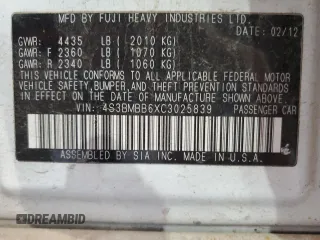 MFD BY FUJI HEAVY INDUSTRIES LTD.
DATE: 02/12
GVWR: 4435 LB ( 2010 KG)
GAWR: F 2360 LB ( 1070 KG)
GAWR: R 2340 LB ( 1060 KG)
THIS VEHICLE CONFORMS TO ALL APPLICABLE FEDERAL MOTOR
VEHICLE SAFETY, BUMPER, AND THEFT PREVENTION STANDARDS
IN EFFECT ON THE DATE OF MANUFACTURE SHOWN ABOVE.
VIN: 4S3BMBB6XC3025839 PASSENGER CAR
ASSEMBLED BY SIA INC. MADE IN U.S.A.
DREAMBID